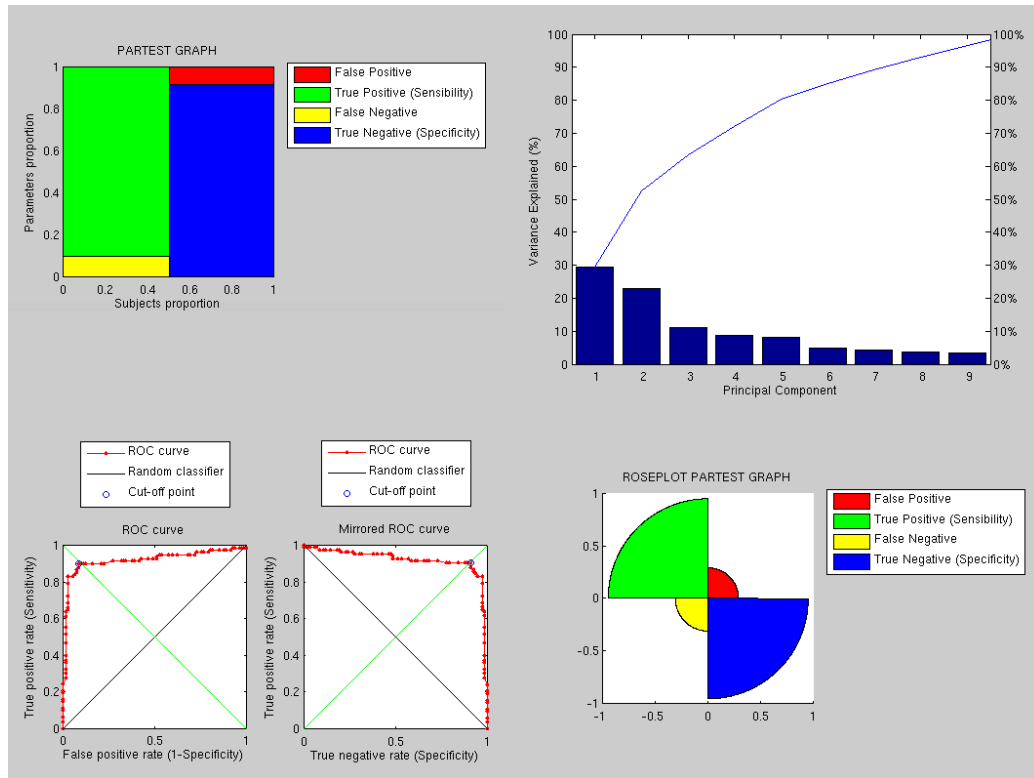 PARTEST GRAPH
1
0.8
0.6
0.4
0.2
0
Parameters proportion
0 0.2 0.4 0.6 0.8 1
Subjects proportion
False Positive
True Positive (Sensibility)
False Negative
True Negative (Specificity)
100
90
80
70
60
50
40
30
20
10
0
Variance Explained (%)
1 2 3 4 5 6 7 8 9
Principal Component
100%
90%
80%
70%
60%
50%
40%
30%
20%
10%
0%
ROC curve
Random classifier
Cut-off point
ROC curve
1
0.8
0.6
0.4
0.2
0
True positive rate (Sensitivity)
0 0.5 1
False positive rate (1-Specificity)
ROC curve
Random classifier
Cut-off point
Mirrored ROC curve
1
0.8
0.6
0.4
0.2
0
True positive rate (Sensitivity)
0 0.5 1
True negative rate (Specificity)
ROSEPLOT PARTEST GRAPH
1
0.5
0
-0.5
-1
-1 -0.5 0 0.5 1
False Positive
True Positive (Sensibility)
False Negative
True Negative (Specificity)